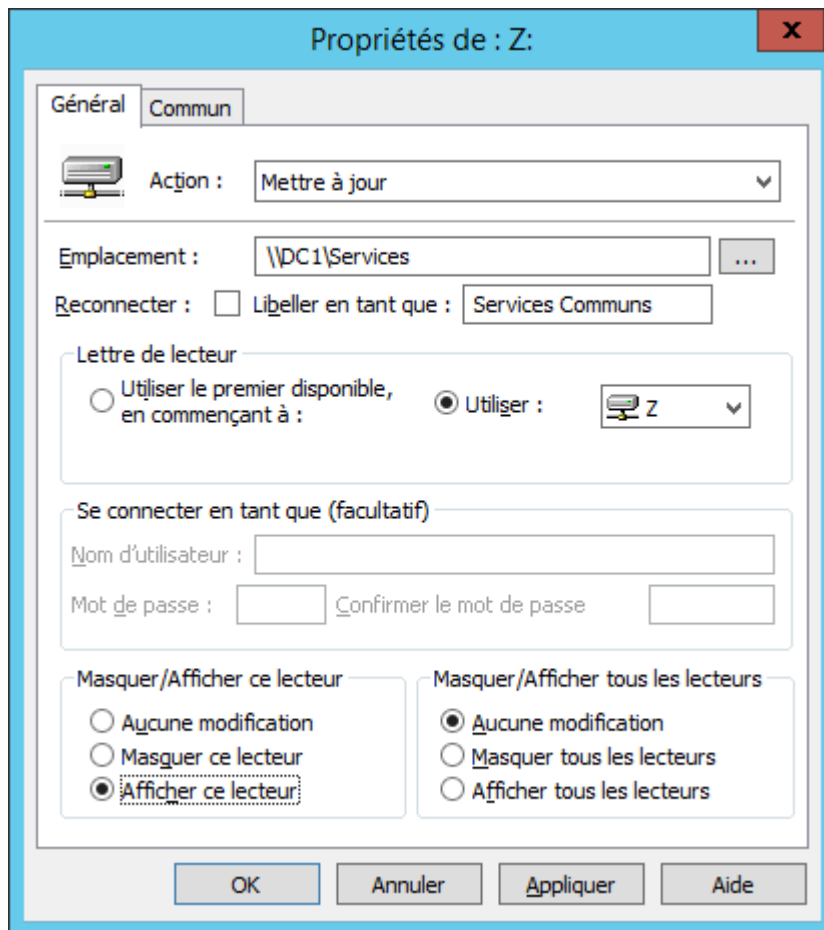 Propriétés de : Z:
x
Général
Commun
Action :
Mettre à jour
Emplacement :
\\DC1\Services
...
Reconnecter :
Libeller en tant que :
Services Communs
Lettre de lecteur
Utiliser le premier disponible,
en commençant à :
Utiliser :
Z
Se connecter en tant que (facultatif)
Nom d'utilisateur :
Mot de passe :
Confirmer le mot de passe
Masquer/Afficher ce lecteur
Aucune modification
Masquer ce lecteur
Afficher ce lecteur
Masquer/Afficher tous les lecteurs
Aucune modification
Masquer tous les lecteurs
Afficher tous les lecteurs
OK
Annuler
Appliquer
Aide